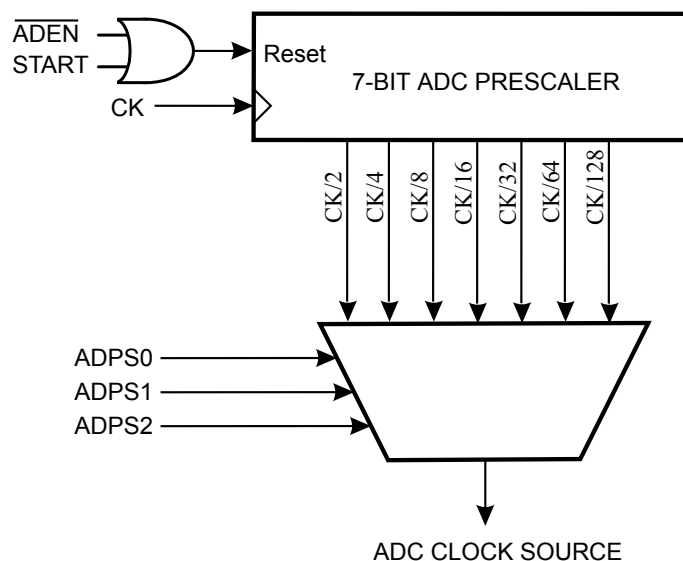 ADEN
START
Reset
7-BIT ADC PRESCALER
CK
CK/2
CK/4
CK/8
CK/16
CK/32
CK/64
CK/128
ADPS0
ADPS1
ADPS2
ADC CLOCK SOURCE